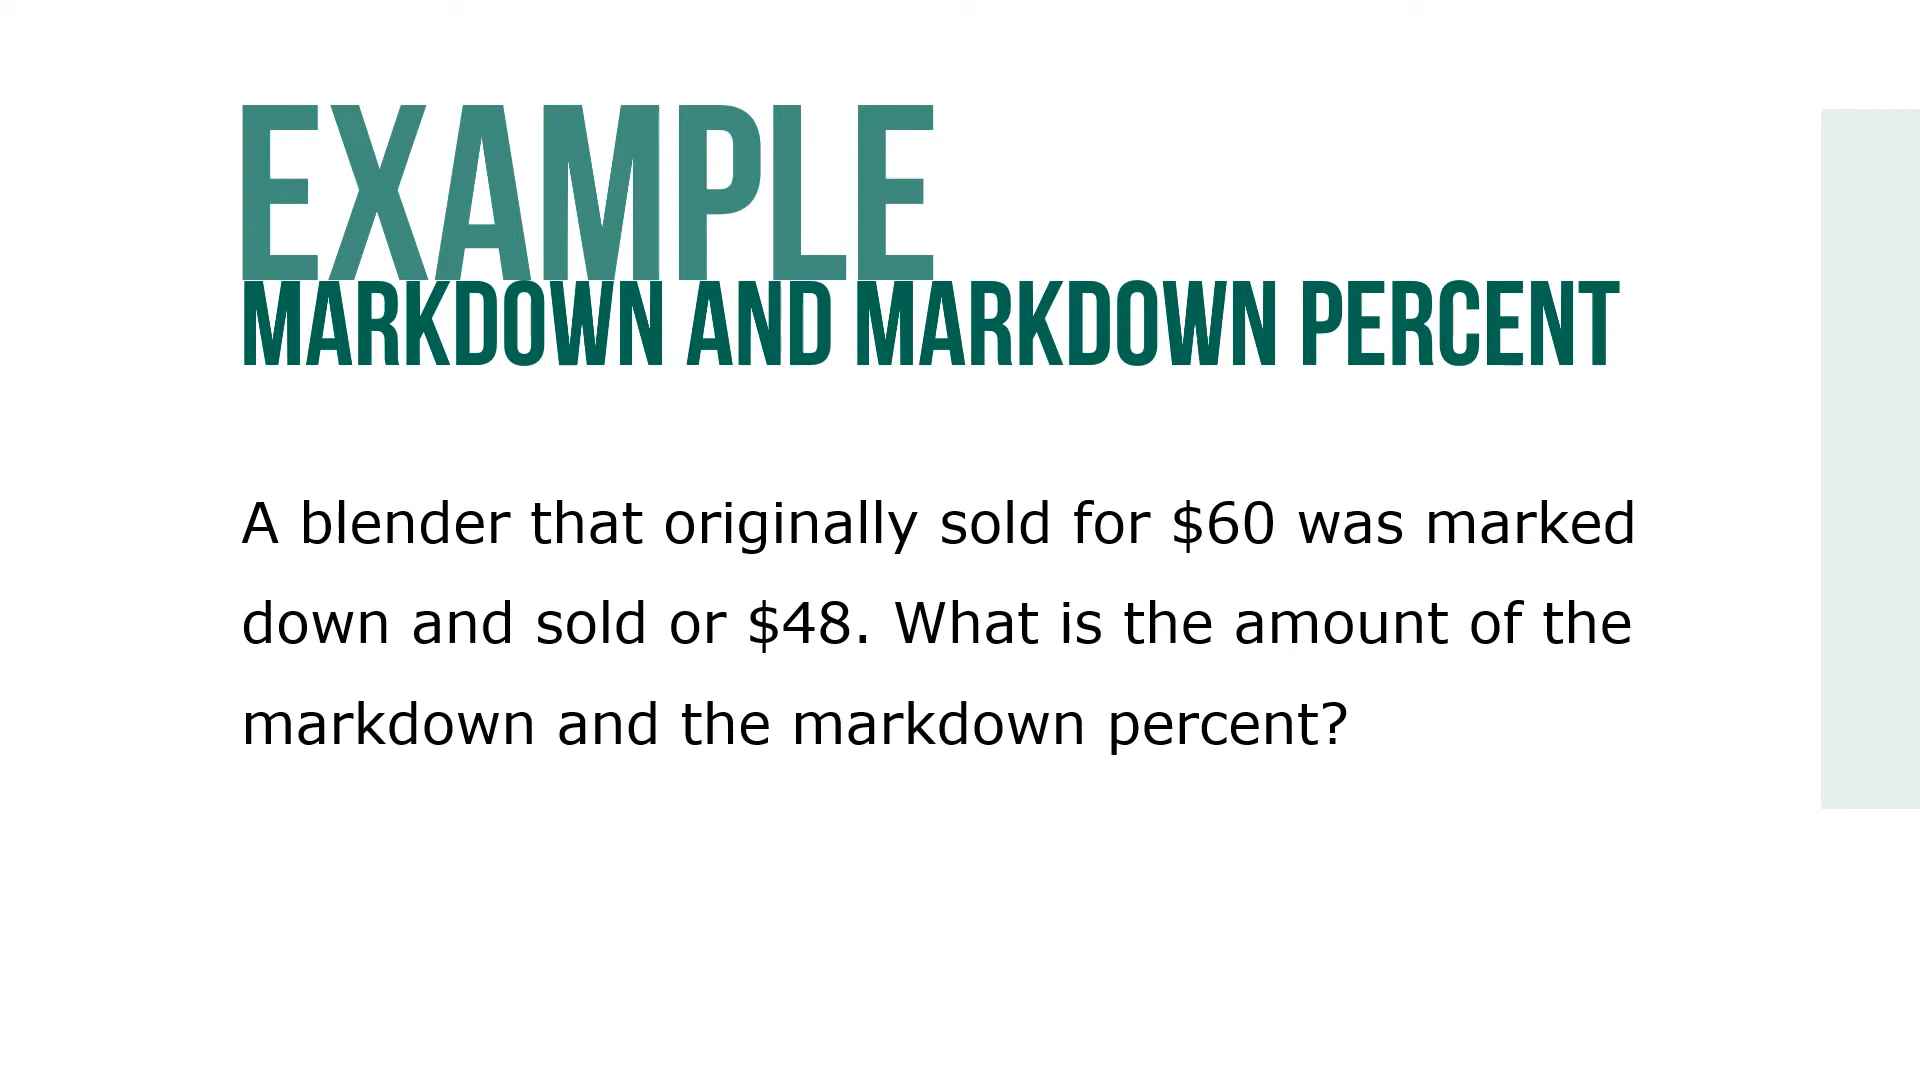 EXAMPLE
MARKDOWN AND MARKDOWN PERCENT
A blender that originally sold for $60 was marked
down and sold or $48. What is the amount of the
markdown and the markdown percent?